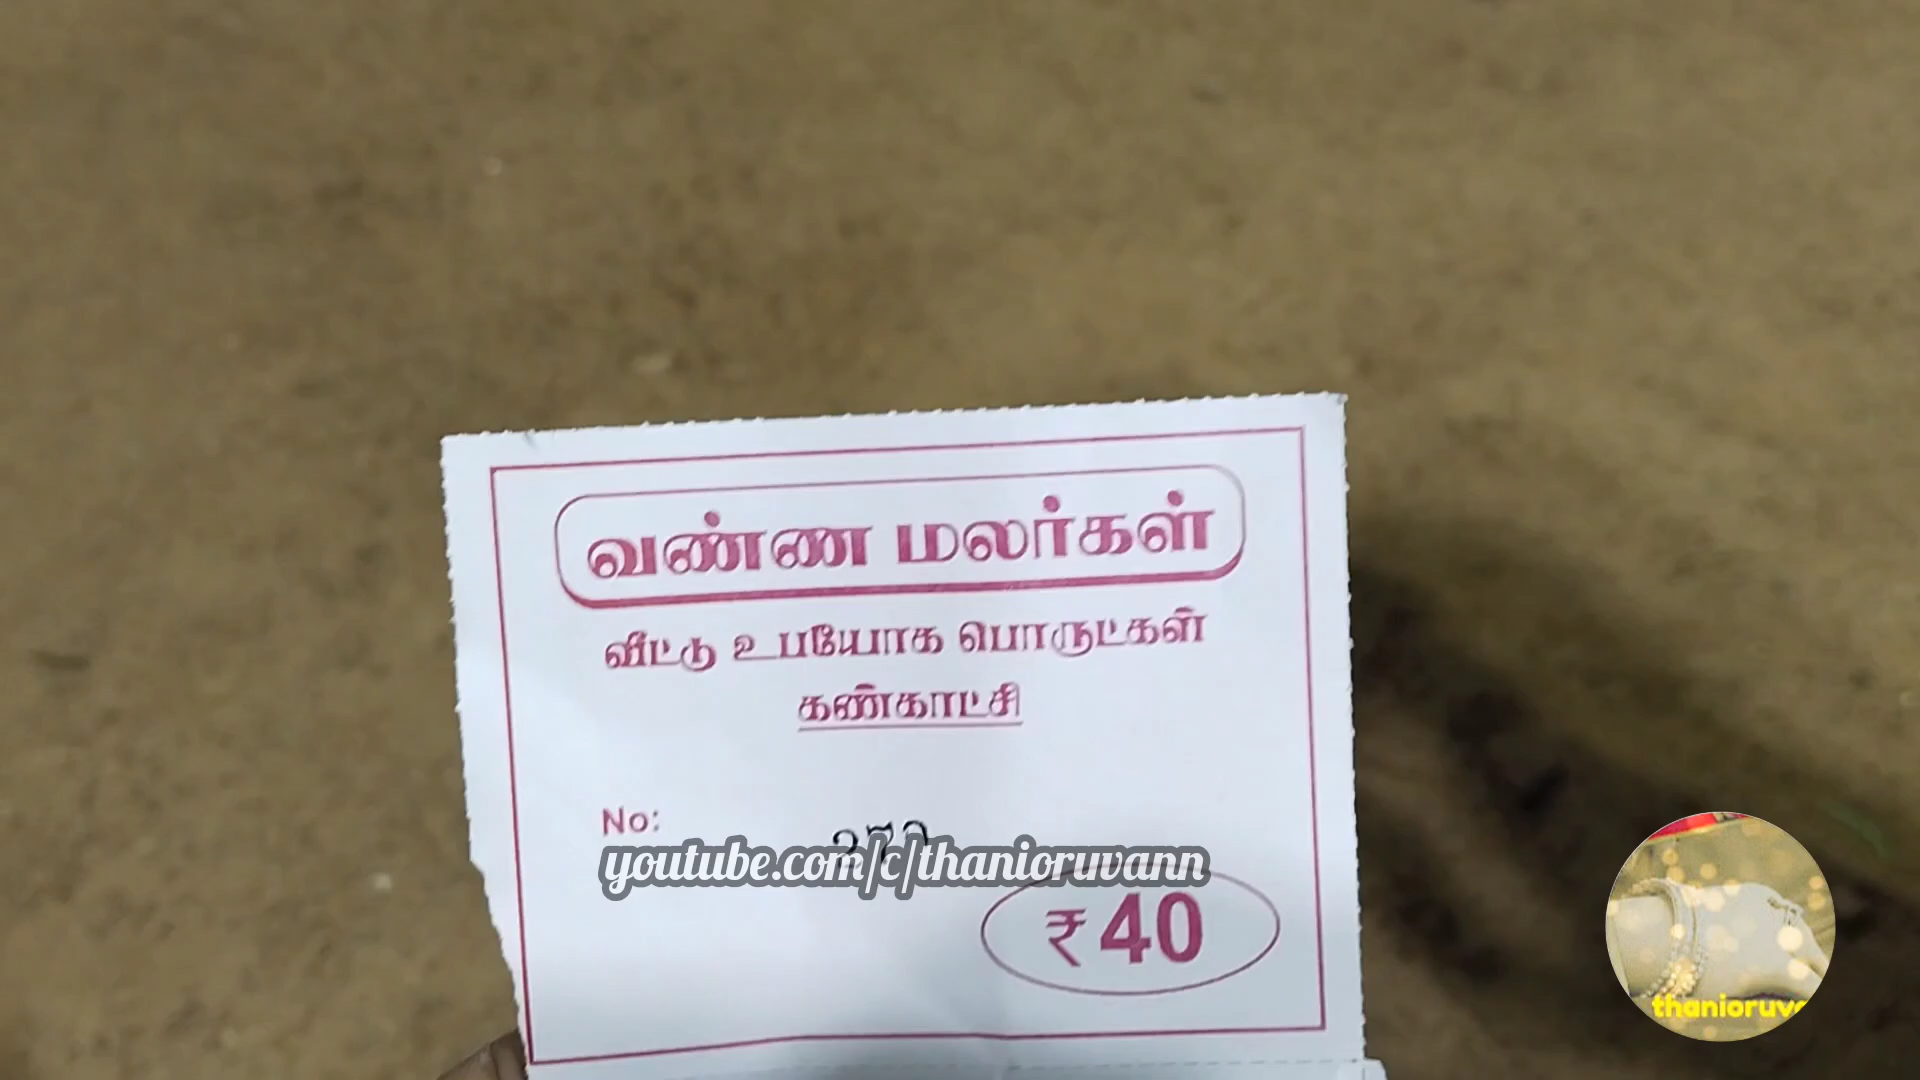 வண்ண மலர்கள்
வீட்டு உபயோக பொருட்கள்
கண்காட்சி
No:
youtube.com/c/thanioruvann
₹ 40